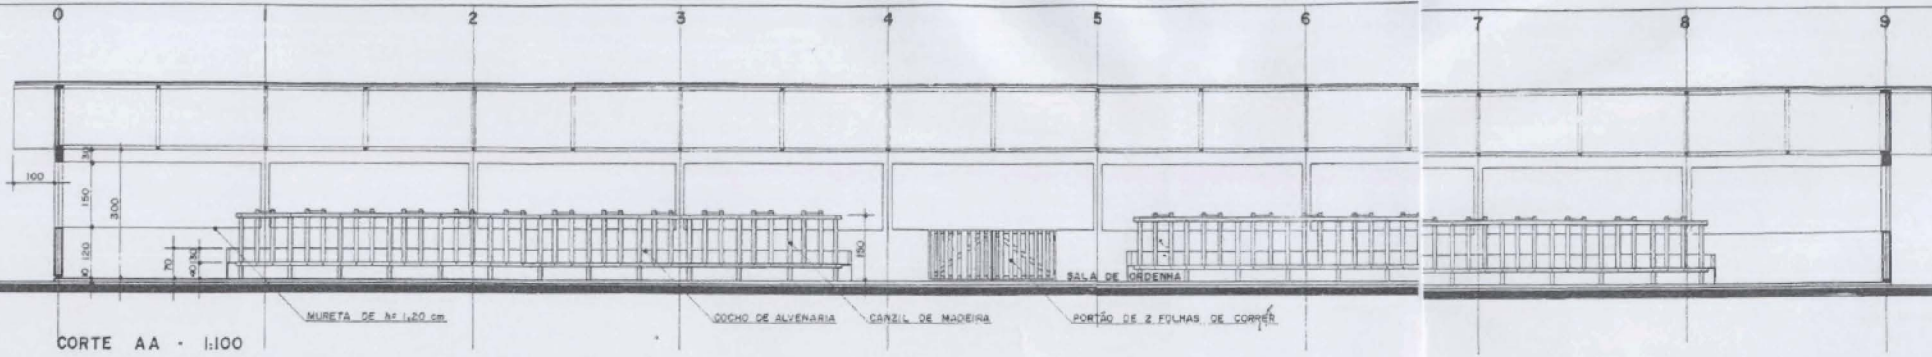 0 1 2 3 4 5 6 7 8 9
30
100
150
300
120
10
70
30
40
150
SALA DE ORDENHA
MURETA DE h= 1,20 cm
COCHO DE ALVENARIA
CANZIL DE MADEIRA
PORTÃO DE 2 FOLHAS DE CORRER
CORTE AA - 1:100